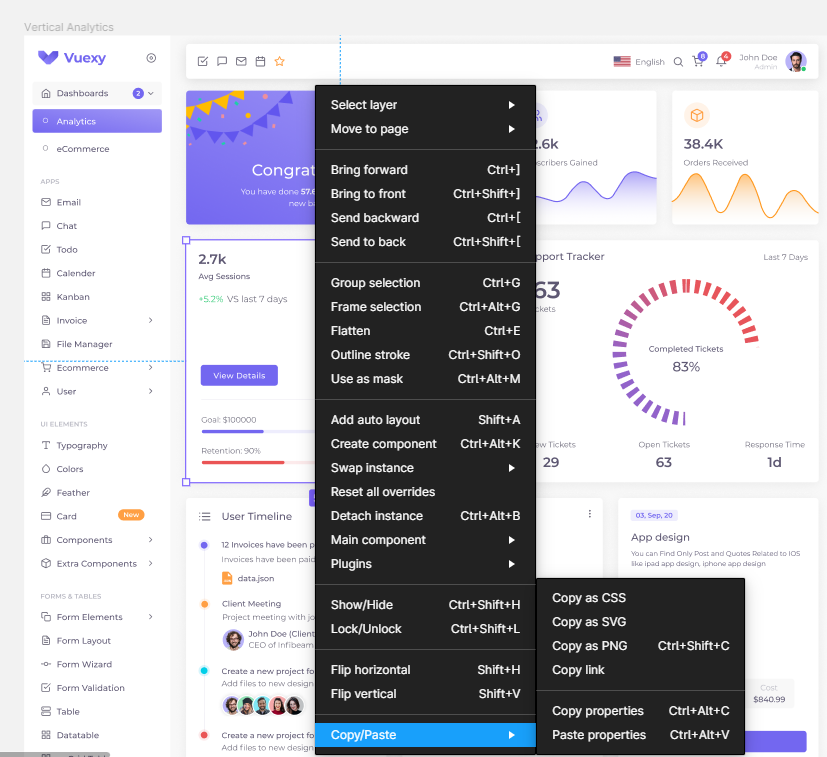 Vertical Analytics
Vuexy
English
8
4
John Doe
Admin
Dashboards
2
Analytics
eCommerce
APPS
Email
Chat
Todo
Calender
Kanban
Invoice
File Manager
Ecommerce
User
UI ELEMENTS
Typography
Colors
Feather
Card
New
Components
Extra Components
FORMS & TABLES
Form Elements
Form Layout
Form Wizard
Form Validation
Table
Datatable
Congrat
You have done 57.6
new ba
2.6k
scribers Gained
38.4K
Orders Received
2.7k
Avg Sessions
+5.2% VS last 7 days
View Details
Goal: $100000
Retention: 90%
pport Tracker
Last 7 Days
63
ckets
Completed Tickets
83%
ew Tickets
29
Open Tickets
63
Response Time
1d
User Timeline
12 Invoices have been p
Invoices have been paid
data.json
Client Meeting
Project meeting with jo
John Doe (Client
CEO of Infibeam
Create a new project fo
Add files to new design
Create a new project fo
Add files to new design
03, Sep, 20
App design
You can Find Only Post and Quotes Related to IOS
like ipad app design, iphone app design
Cost
$840.99
Select layer
Move to page
Bring forward Ctrl+]
Bring to front Ctrl+Shift+]
Send backward Ctrl+[
Send to back Ctrl+Shift+[
Group selection Ctrl+G
Frame selection Ctrl+Alt+G
Flatten Ctrl+E
Outline stroke Ctrl+Shift+O
Use as mask Ctrl+Alt+M
Add auto layout Shift+A
Create component Ctrl+Alt+K
Swap instance
Reset all overrides
Detach instance Ctrl+Alt+B
Main component
Plugins
Show/Hide Ctrl+Shift+H
Lock/Unlock Ctrl+Shift+L
Flip horizontal Shift+H
Flip vertical Shift+V
Copy/Paste
Copy as CSS
Copy as SVG
Copy as PNG Ctrl+Shift+C
Copy link
Copy properties Ctrl+Alt+C
Paste properties Ctrl+Alt+V